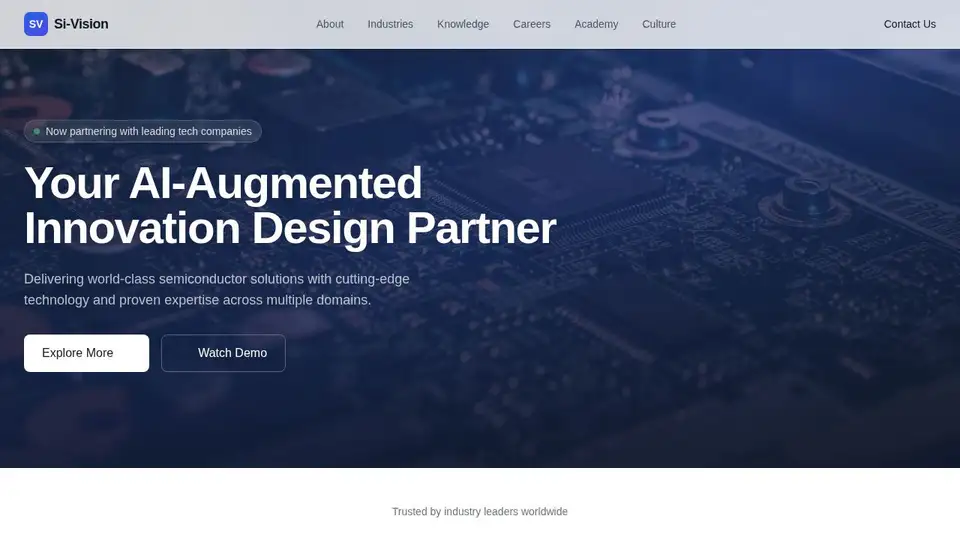 SV Si-Vision
About Industries Knowledge Careers Academy Culture
Contact Us
Now partnering with leading tech companies
Your AI-Augmented
Innovation Design Partner
Delivering world-class semiconductor solutions with cutting-edge
technology and proven expertise across multiple domains.
Explore More
Watch Demo
Trusted by industry leaders worldwide